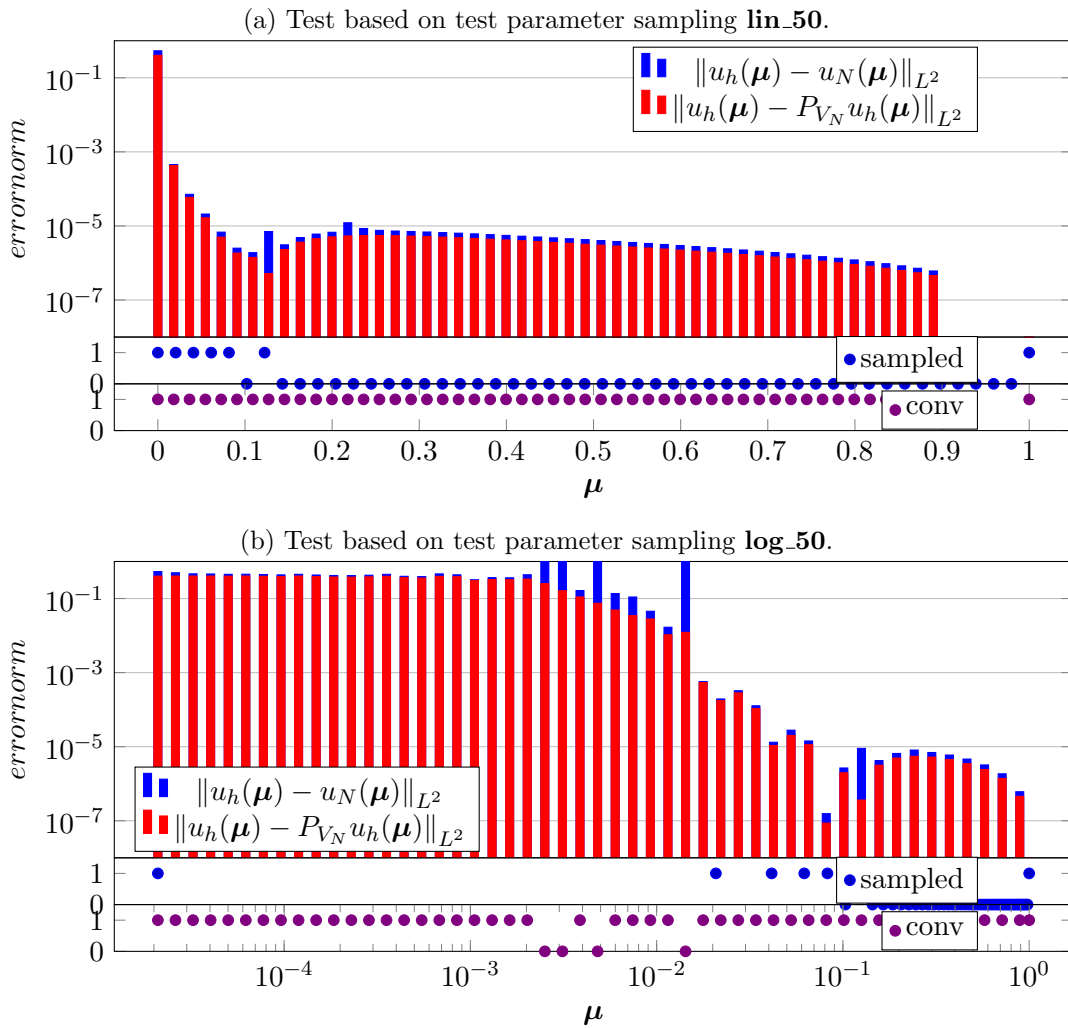 (a) Test based on test parameter sampling lin_50.
‖u_h(μ) − u_N(μ)‖_{L^2}
‖u_h(μ) − P_{V_N} u_h(μ)‖_{L^2}
errornorm
10^{-1}
10^{-3}
10^{-5}
10^{-7}
1
0
sampled
1
0
conv
0 0.1 0.2 0.3 0.4 0.5 0.6 0.7 0.8 0.9 1
μ
(b) Test based on test parameter sampling log_50.
errornorm
10^{-1}
10^{-3}
10^{-5}
10^{-7}
‖u_h(μ) − u_N(μ)‖_{L^2}
‖u_h(μ) − P_{V_N} u_h(μ)‖_{L^2}
1
0
sampled
1
0
conv
10^{-4} 10^{-3} 10^{-2} 10^{-1} 10^{0}
μ